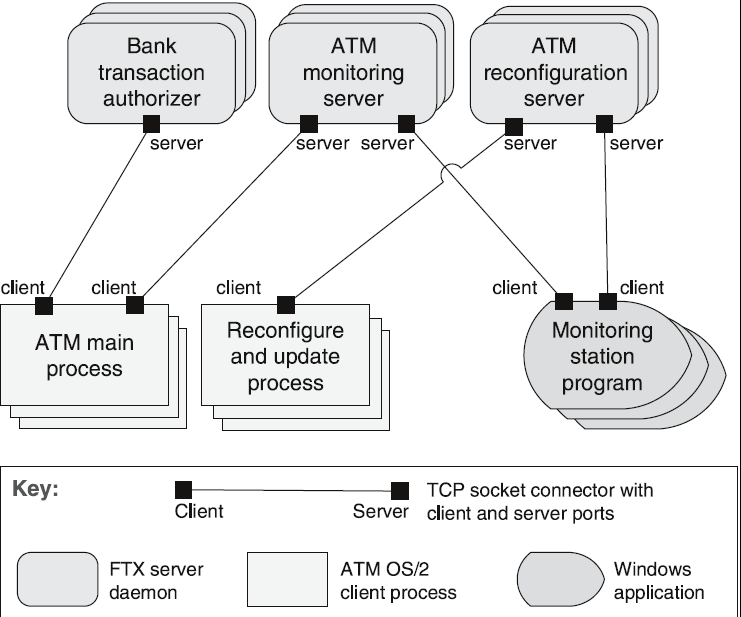 Bank
transaction
authorizer
ATM
monitoring
server
ATM
reconfiguration
server
server
server
server
server
server
client
client
client
client
client
ATM main
process
Reconfigure
and update
process
Monitoring
station
program
Key:
Client
Server
TCP socket connector with
client and server ports
FTX server
daemon
ATM OS/2
client process
Windows
application